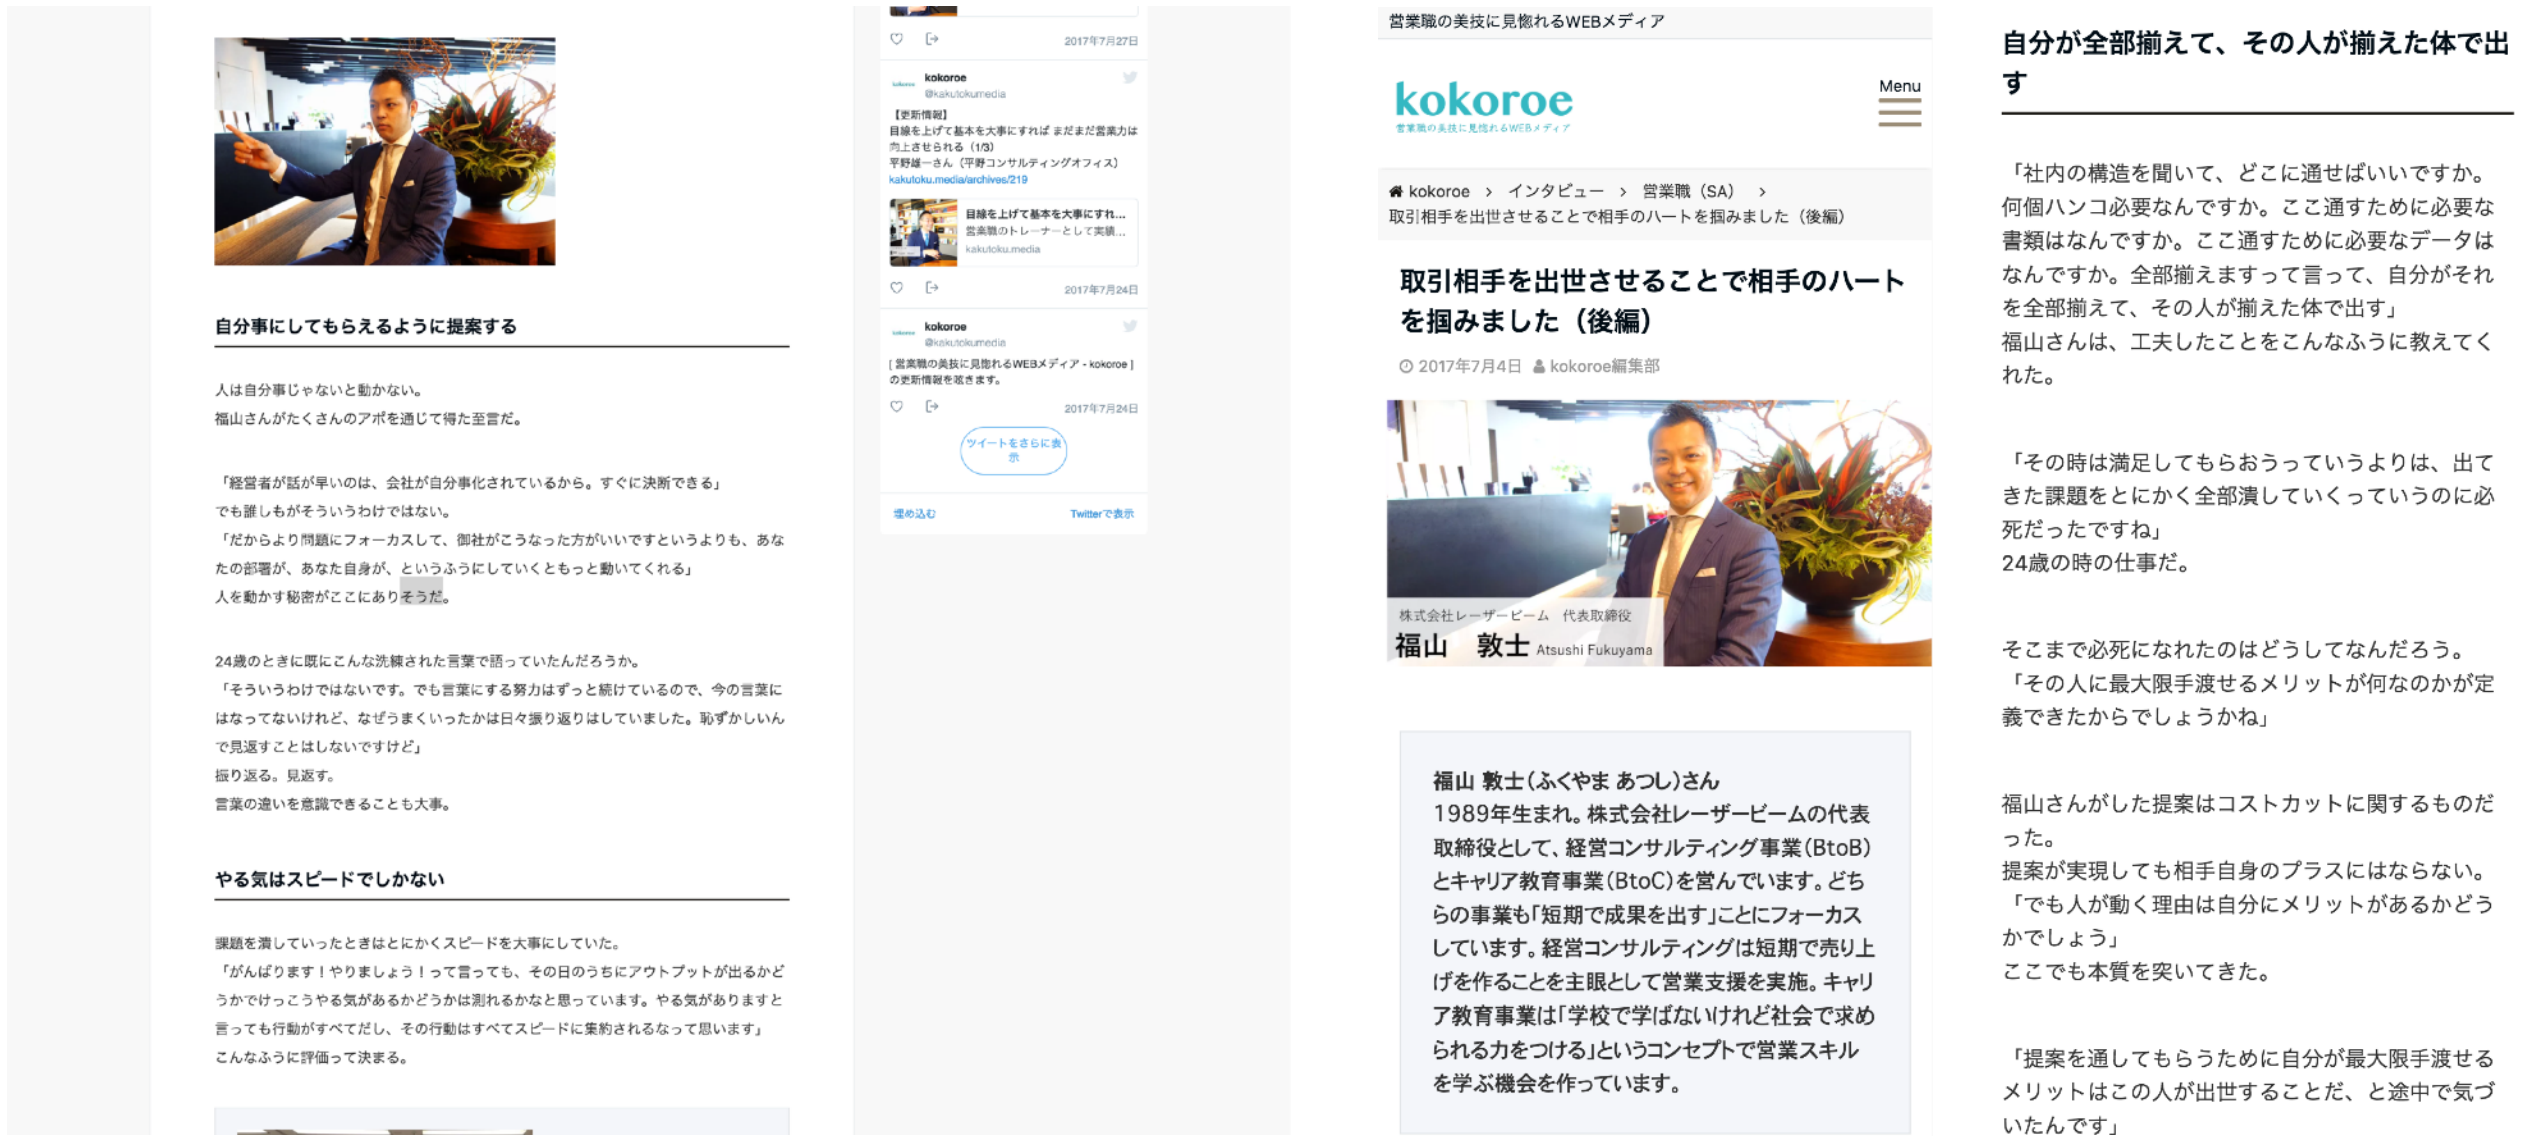 自分事にしてもらえるように提案する
人は自分事じゃないと動かない。
福山さんがたくさんのアポを通じて得た至言だ。
「経営者が話が早いのは、会社が自分事化されているから。すぐに決断できる」
でも誰しもがそういうわけではない。
「だからより問題にフォーカスして、御社がこうなった方がいいですというよりも、あな
たの部署が、あなた自身が、というふうにしていくともっと動いてくれる」
人を動かす秘密がここにありそうだ。
24歳のときに既にこんな洗練された言葉で語っていたんだろうか。
「そういうわけではないです。でも言葉にする努力はずっと続けているので、今の言葉に
はなってないけれど、なぜうまくいったかは日々振り返りはしていました。恥ずかしいん
で見返すことはしないですけど」
振り返る。見返す。
言葉の違いを意識できることも大事。
やる気はスピードでしかない
課題を潰していったときはとにかくスピードを大事にしていた。
「がんばります！やりましょう！って言っても、その日のうちにアウトプットが出るかど
うかでけっこうやる気があるかどうかは測れるかなと思っています。やる気がありますと
言っても行動がすべてだし、その行動はすべてスピードに集約されるなって思います」
こんなふうに評価って決まる。
2017年7月27日
kokoroe
@kakutokumedia
【更新情報】
目線を上げて基本を大事にすれば まだまだ営業力は
向上させられる（1/3）
平野雄一さん（平野コンサルティングオフィス）
kakutoku.media/archives/219
目線を上げて基本を大事にすれ...
営業職のトレーナーとして実績...
kakutoku.media
2017年7月24日
kokoroe
@kakutokumedia
[ 営業職の美技に見惚れるWEBメディア - kokoroe ]
の更新情報を呟きます。
2017年7月24日
ツイートをさらに表
示
埋め込む
Twitterで表示
営業職の美技に見惚れるWEBメディア
kokoroe
営業職の美技に見惚れるWEBメディア
Menu
kokoroe > インタビュー > 営業職（SA） >
取引相手を出世させることで相手のハートを掴みました（後編）
取引相手を出世させることで相手のハート
を掴みました（後編）
2017年7月4日 kokoroe編集部
株式会社レーザービーム 代表取締役
福山 敦士 Atsushi Fukuyama
福山 敦士（ふくやま あつし）さん
1989年生まれ。株式会社レーザービームの代表
取締役として、経営コンサルティング事業（BtoB）
とキャリア教育事業（BtoC）を営んでいます。どち
らの事業も「短期で成果を出す」ことにフォーカス
しています。経営コンサルティングは短期で売り上
げを作ることを主眼として営業支援を実施。キャリ
ア教育事業は「学校で学ばないけれど社会で求め
られる力をつける」というコンセプトで営業スキル
を学ぶ機会を作っています。
自分が全部揃えて、その人が揃えた体で出
す
「社内の構造を聞いて、どこに通せばいいですか。
何個ハンコ必要なんですか。ここ通すために必要な
書類はなんですか。ここ通すために必要なデータは
なんですか。全部揃えますって言って、自分がそれ
を全部揃えて、その人が揃えた体で出す」
福山さんは、工夫したことをこんなふうに教えてく
れた。
「その時は満足してもらおうっていうよりは、出て
きた課題をとにかく全部潰していくっていうのに必
死だったですね」
24歳の時の仕事だ。
そこまで必死になれたのはどうしてなんだろう。
「その人に最大限手渡せるメリットが何なのかが定
義できたからでしょうかね」
福山さんがした提案はコストカットに関するものだ
った。
提案が実現しても相手自身のプラスにはならない。
「でも人が動く理由は自分にメリットがあるかどう
かでしょう」
ここでも本質を突いてきた。
「提案を通してもらうために自分が最大限手渡せる
メリットはこの人が出世することだ、と途中で気づ
いたんです」